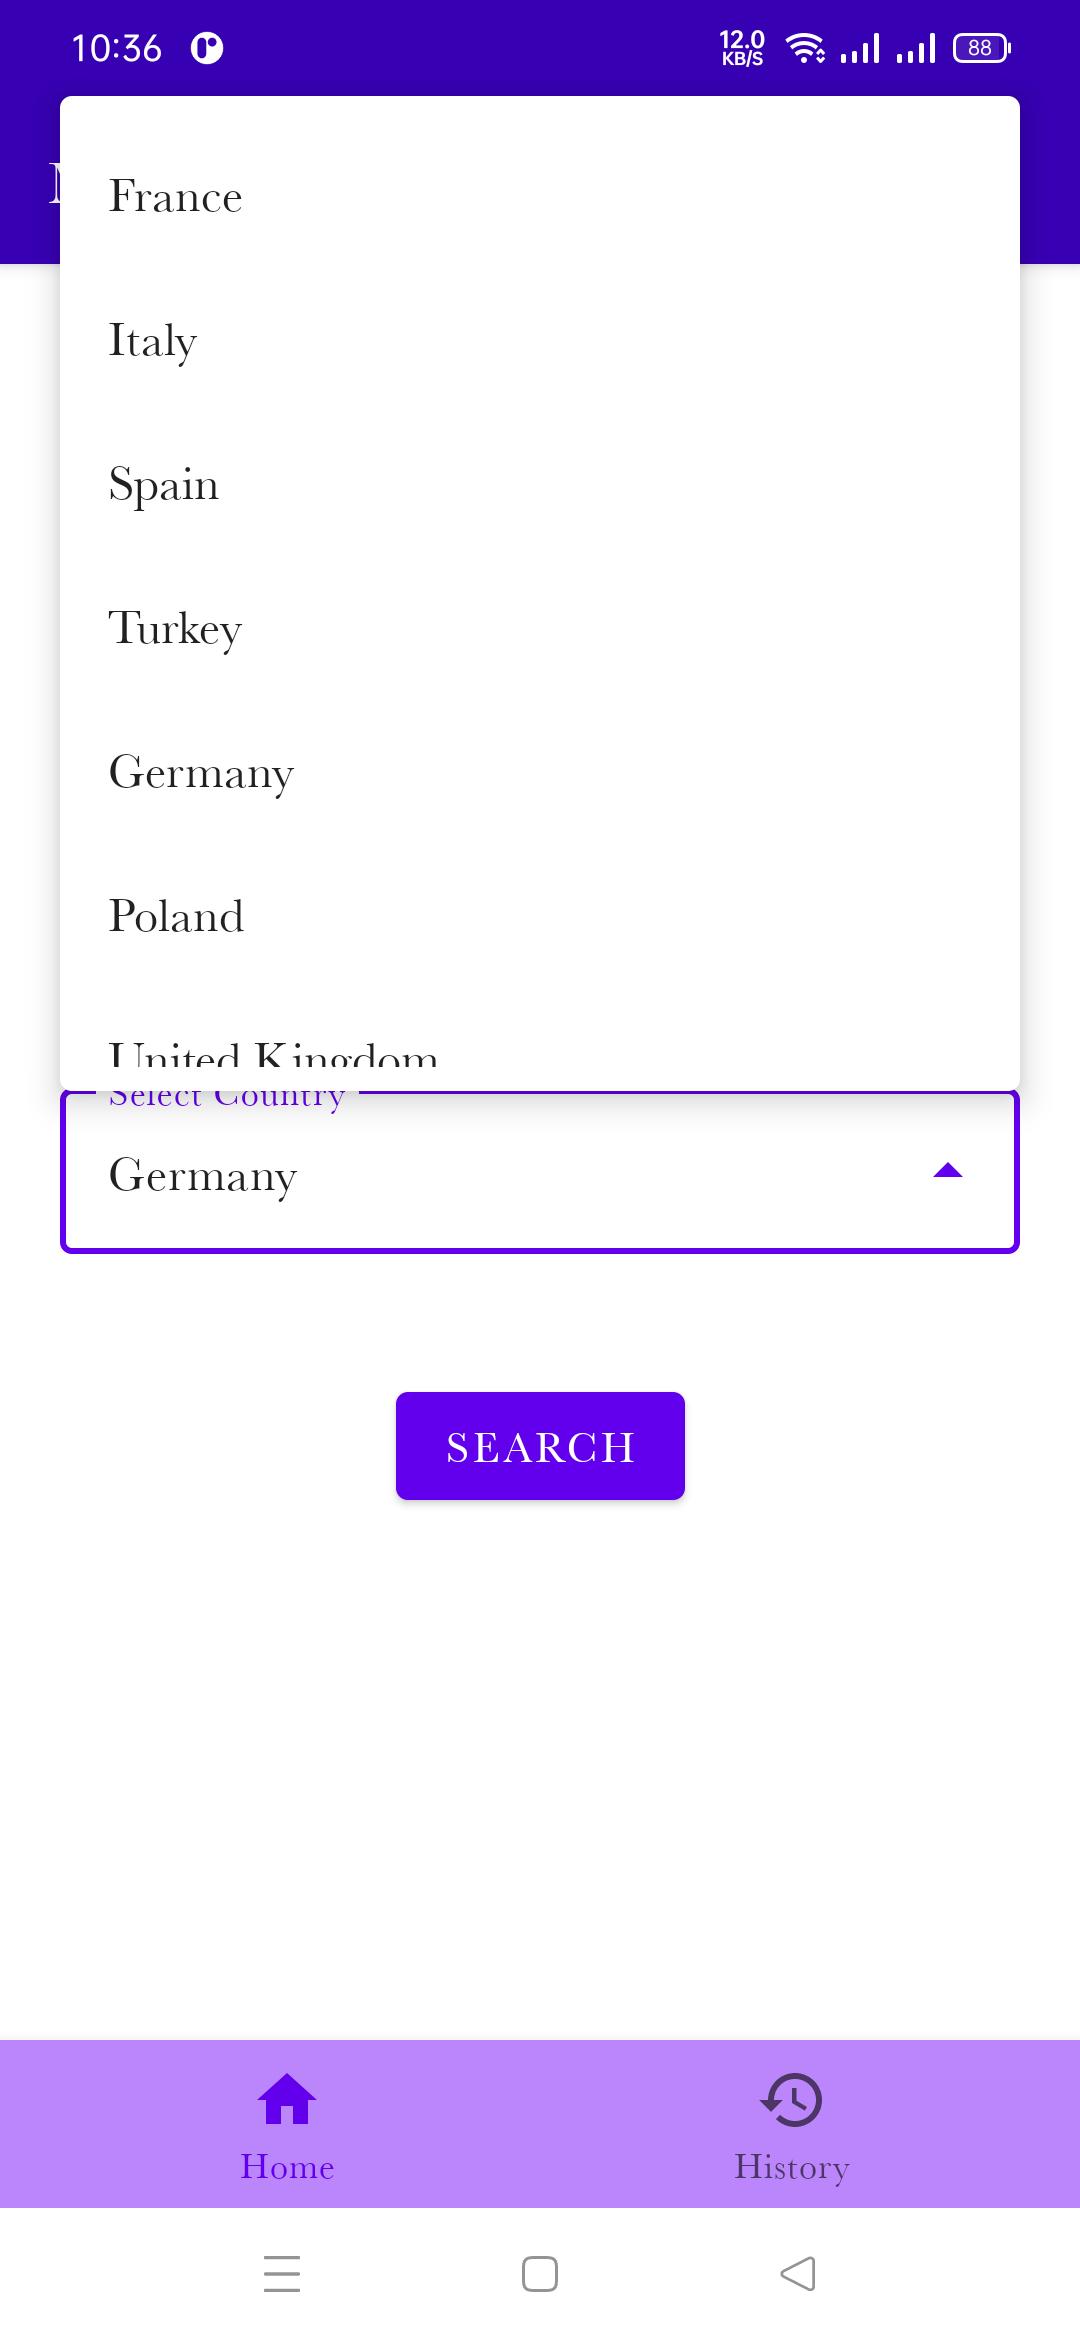 10:36
12.0
KB/S
88
France
Italy
Spain
Turkey
Germany
Poland
United Kingdom
Select Country
Germany
SEARCH
Home
History